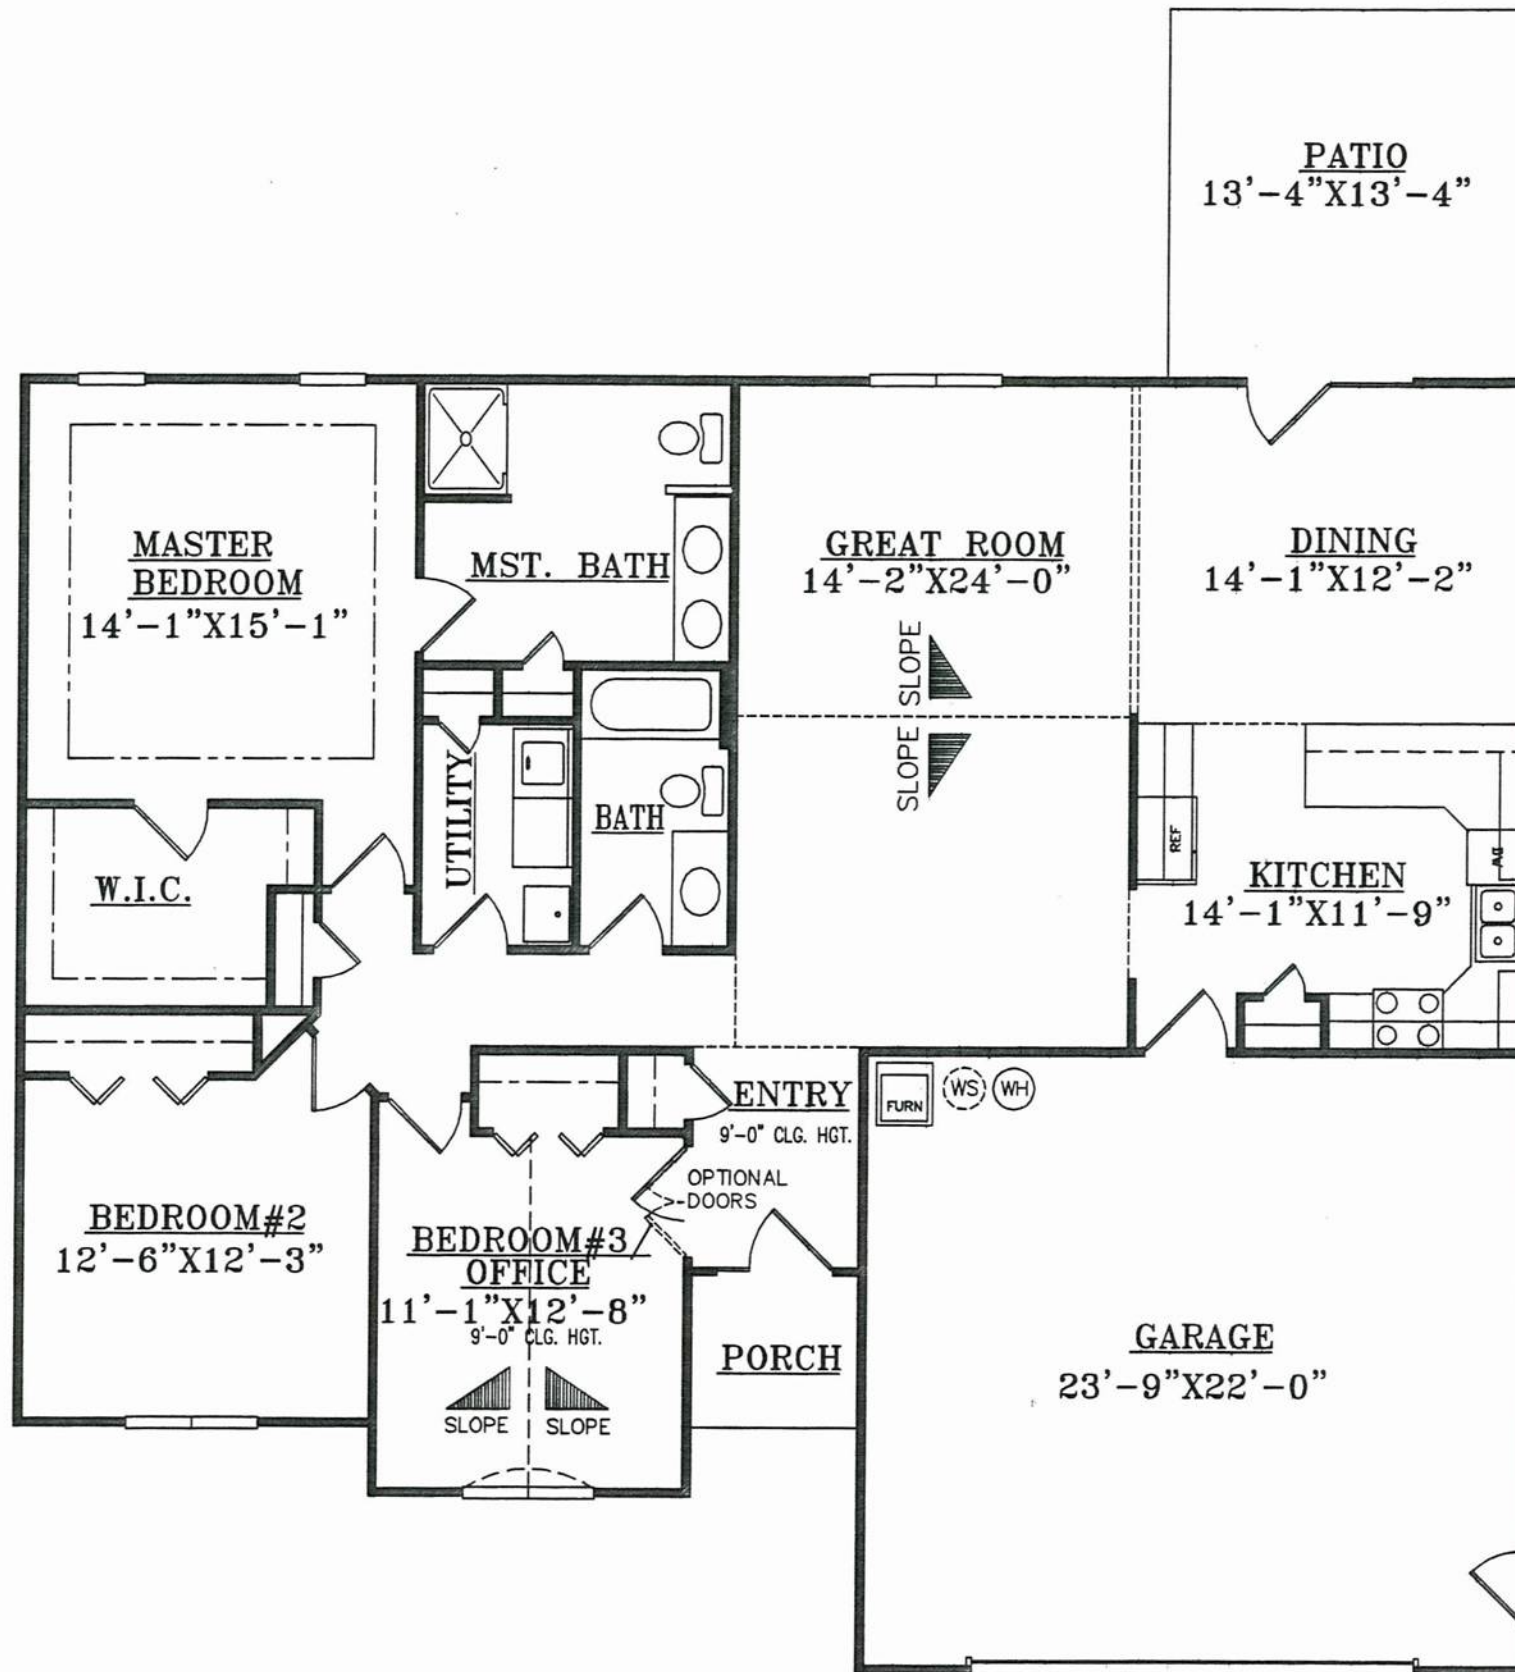 PATIO
13'-4"X13'-4"
MASTER
BEDROOM
14'-1"X15'-1"
MST. BATH
GREAT ROOM
14'-2"X24'-0"
DINING
14'-1"X12'-2"
SLOPE
SLOPE
UTILITY
BATH
W.I.C.
REF
DW
KITCHEN
14'-1"X11'-9"
ENTRY
9'-0" CLG. HGT.
FURN
WS
WH
OPTIONAL
DOORS
BEDROOM#2
12'-6"X12'-3"
BEDROOM#3
OFFICE
11'-1"X12'-8"
9'-0" CLG. HGT.
SLOPE
SLOPE
PORCH
GARAGE
23'-9"X22'-0"